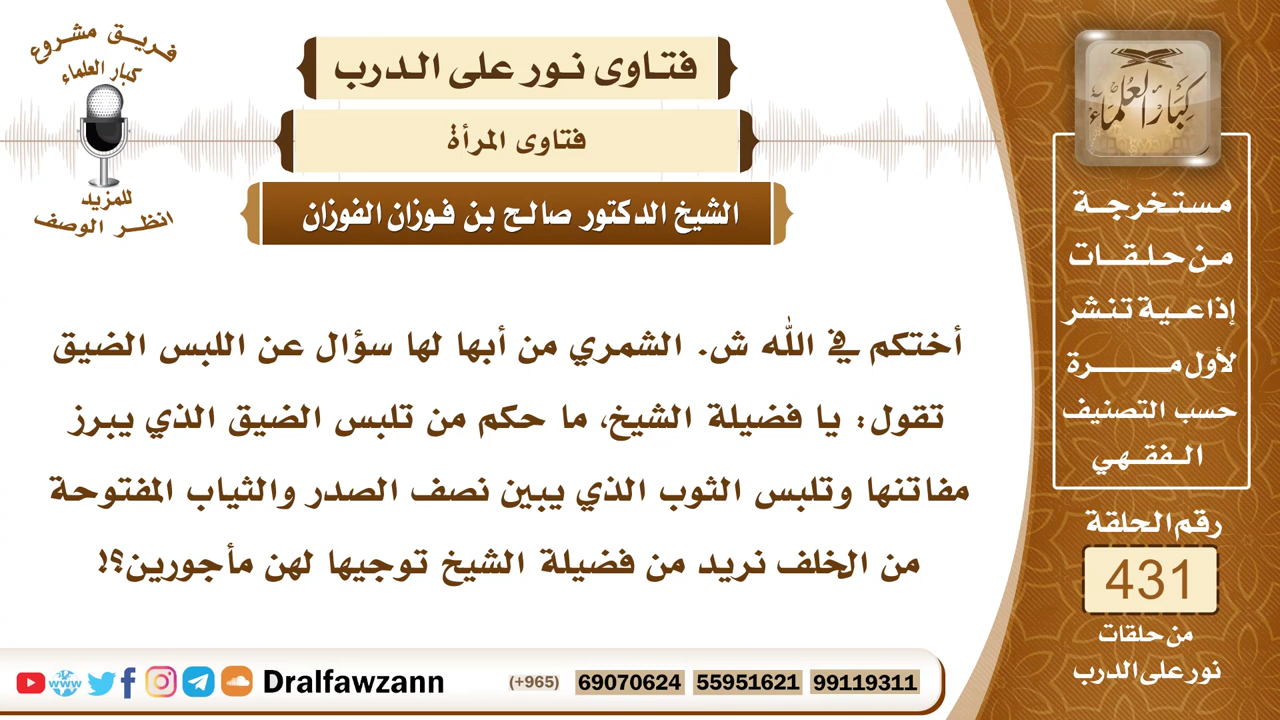 فريق مشروع
كبار العلماء
للمزيد
انظر الوصف
فتاوى نور على الدرب
فتاوى المرأة
الشيخ الدكتور صالح بن فوزان الفوزان
أختكم في الله ش. الشمري من أبها لها سؤال عن اللبس الضيق
تقول: يا فضيلة الشيخ، ما حكم من تلبس الضيق الذي يبرز
مفاتنها وتلبس الثوب الذي يبين نصف الصدر والثياب المفتوحة
من الخلف نريد من فضيلة الشيخ توجيها لهن مأجورين؟!
كبار العلماء
مستخرجة
من حلقات
إذاعية تنشر
لأول مرة
حسب التصنيف
الفقهي
رقم الحلقة
431
من حلقات
نور على الدرب
www
Dralfawzann
(+965) 69070624 55951621 99119311